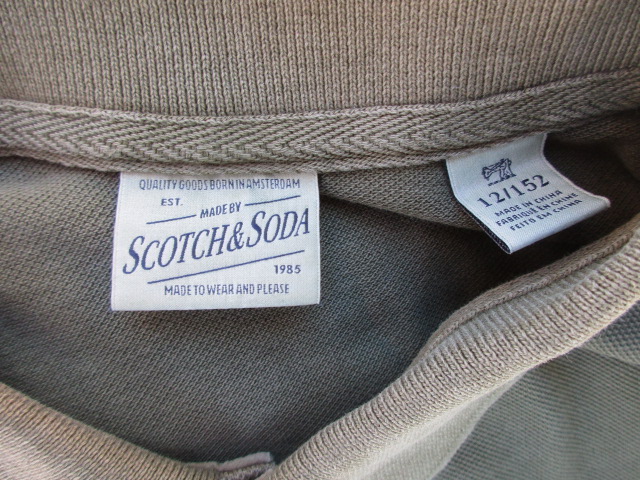 QUALITY GOODS BORN IN AMSTERDAM
EST.
MADE BY
SCOTCH & SODA
1985
MADE TO WEAR AND PLEASE
12/152
MADE IN CHINA
FABRIQUÉ EN CHINE
FEITO EM CHINA